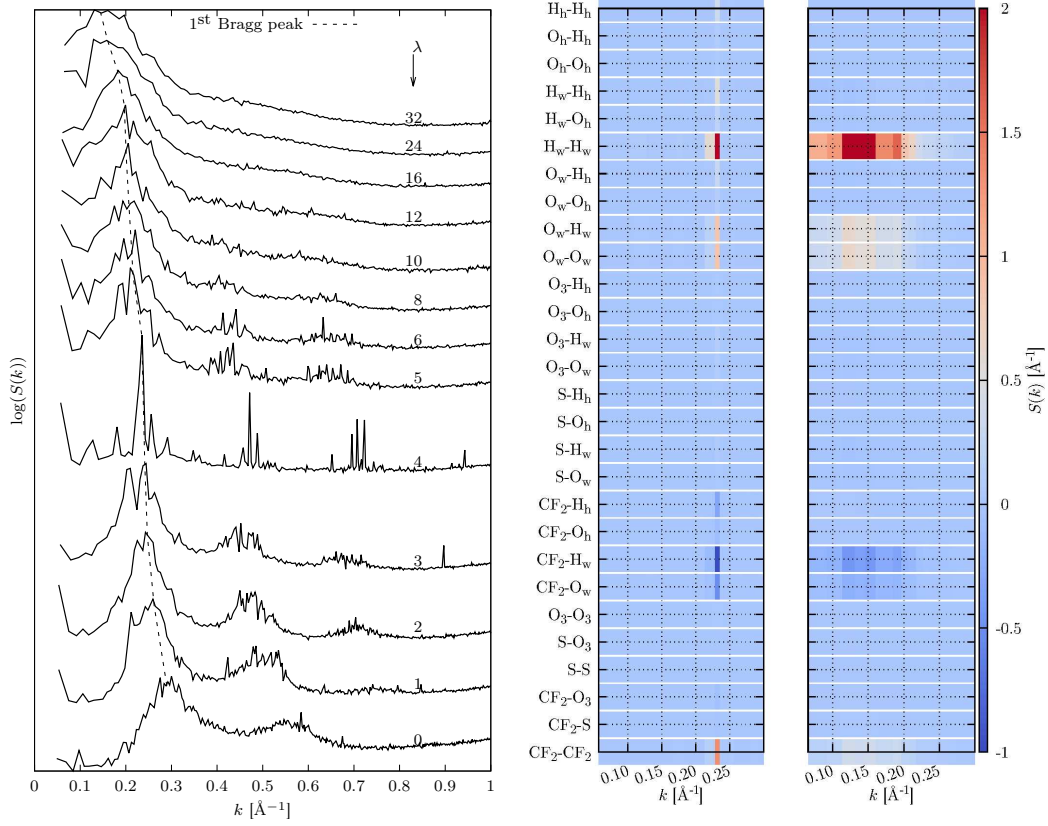 1st Bragg peak
λ
32
24
16
12
10
8
6
5
4
3
2
1
0
log(S(k))
0 0.1 0.2 0.3 0.4 0.5 0.6 0.7 0.8 0.9 1
k [Å−1]
Hh-Hh
Oh-Hh
Oh-Oh
Hw-Hh
Hw-Oh
Hw-Hw
Ow-Hh
Ow-Oh
Ow-Hw
Ow-Ow
O3-Hh
O3-Oh
O3-Hw
O3-Ow
S-Hh
S-Oh
S-Hw
S-Ow
CF2-Hh
CF2-Oh
CF2-Hw
CF2-Ow
O3-O3
S-O3
S-S
CF2-O3
CF2-S
CF2-CF2
0.10 0.15 0.20 0.25
k [Å-1]
0.10 0.15 0.20 0.25
k [Å-1]
2
1.5
1
0.5
0
-0.5
-1
S(k) [Å-1]